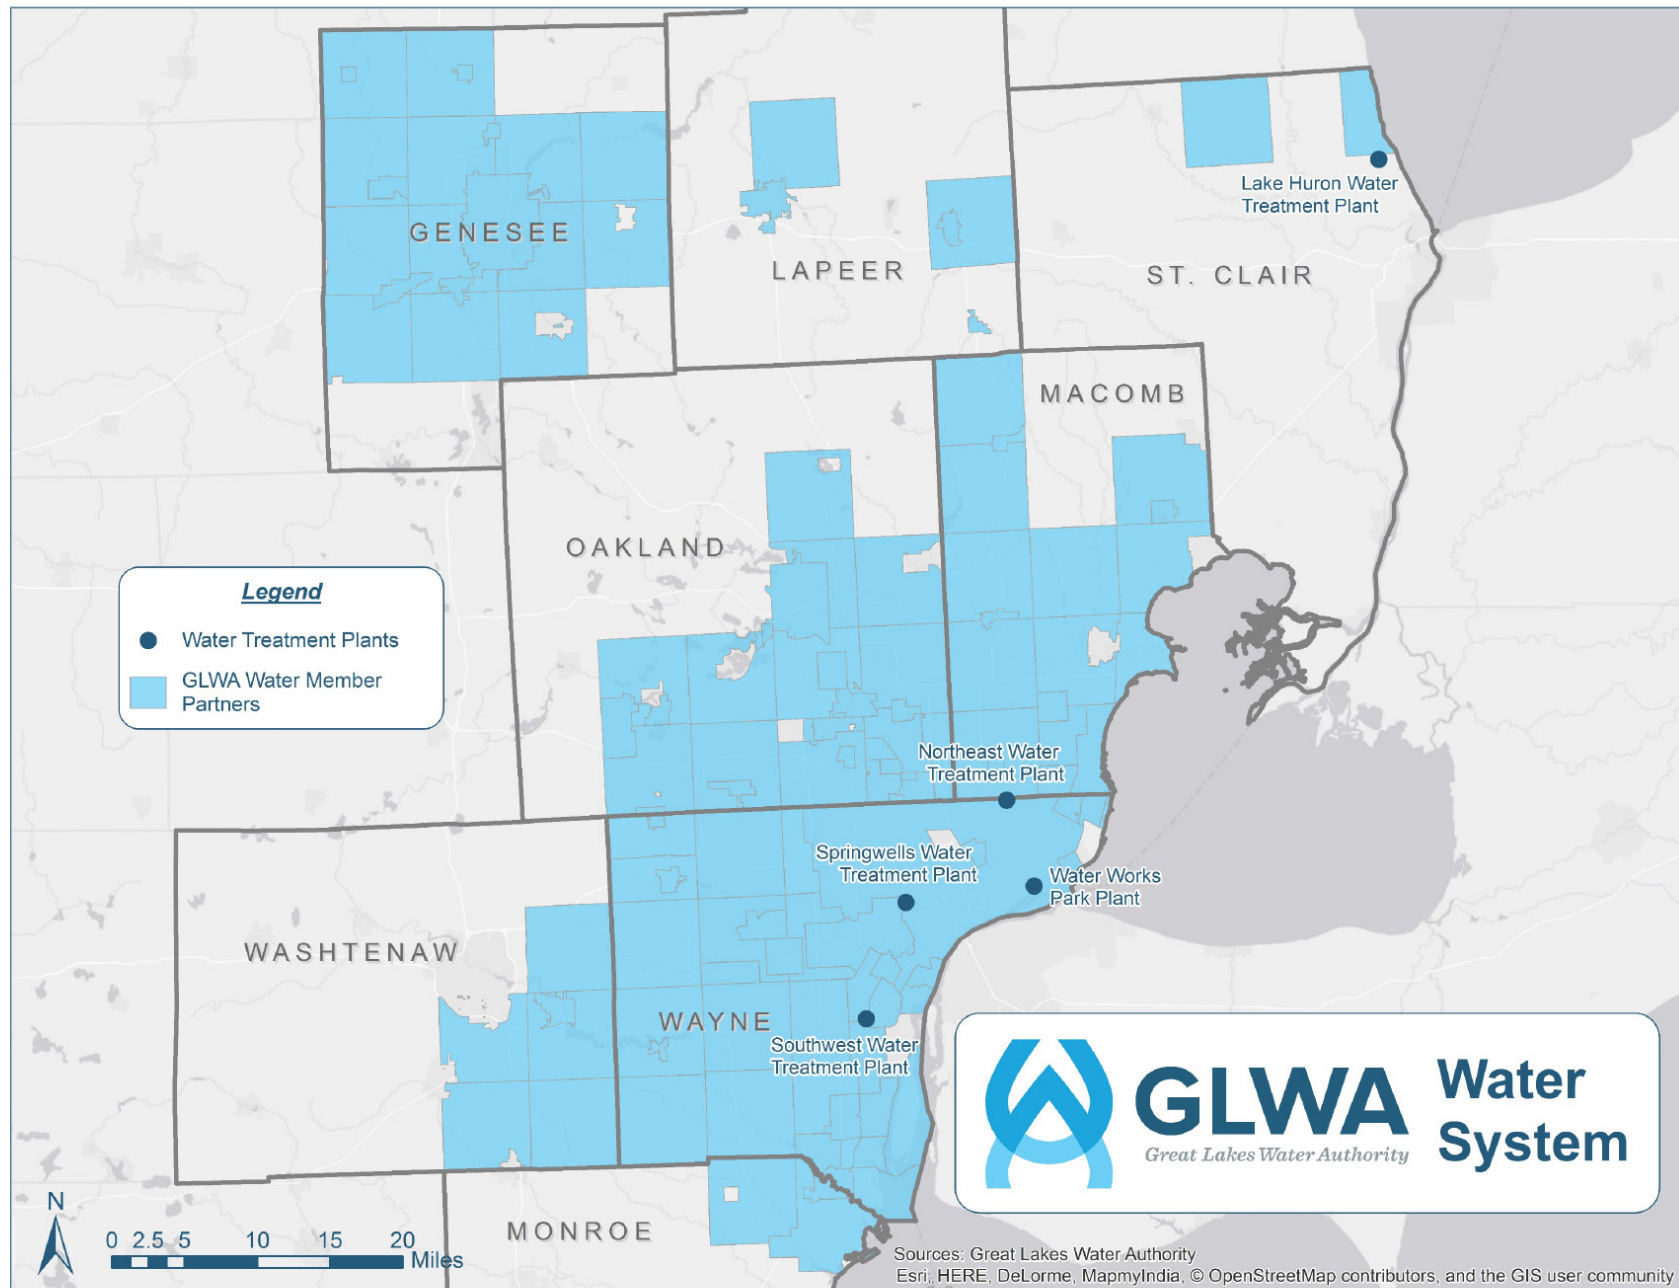 Lake Huron Water
Treatment Plant
GENESEE
LAPEER
ST. CLAIR
MACOMB
OAKLAND
Legend
Water Treatment Plants
GLWA Water Member
Partners
Northeast Water
Treatment Plant
Springwells Water
Treatment Plant
Water Works
Park Plant
WASHTENAW
WAYNE
Southwest Water
Treatment Plant
GLWA
Great Lakes Water Authority
Water
System
MONROE
N
0 2.5 5 10 15 20
Miles
Sources: Great Lakes Water Authority
Esri, HERE, DeLorme, MapmyIndia, © OpenStreetMap contributors, and the GIS user community